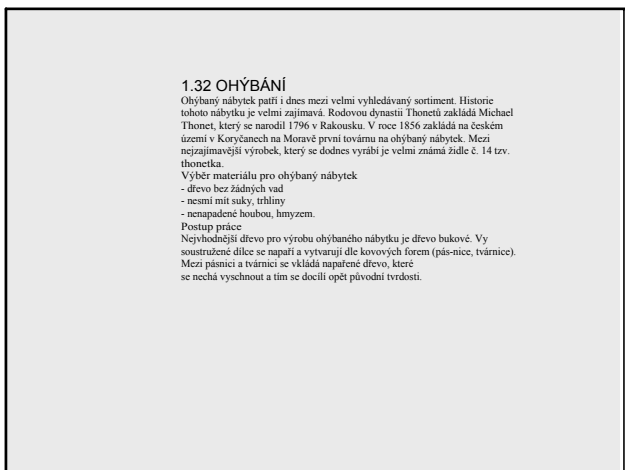 1.32 OHÝBÁNÍ
Ohýbaný nábytek patří i dnes mezi velmi vyhledávaný sortiment. Historie
tohoto nábytku je velmi zajímavá. Rodovou dynastii Thonetů zakládá Michael
Thonet, který se narodil 1796 v Rakousku. V roce 1856 zakládá na českém
území v Koryčanech na Moravě první továrnu na ohýbaný nábytek. Mezi
nejzajímavější výrobek, který se dodnes vyrábí je velmi známá židle č. 14 tzv.
thonetka.
Výběr materiálu pro ohýbaný nábytek
- dřevo bez žádných vad
- nesmí mít suky, trhliny
- nenapadené houbou, hmyzem.
Postup práce
Nejvhodnější dřevo pro výrobu ohýbaného nábytku je dřevo bukové. Vy
soustružené dílce se napaří a vytvarují dle kovových forem (pás-nice, tvárnice).
Mezi pásnici a tvárnici se vkládá napařené dřevo, které
se nechá vyschnout a tím se docílí opět původní tvrdosti.